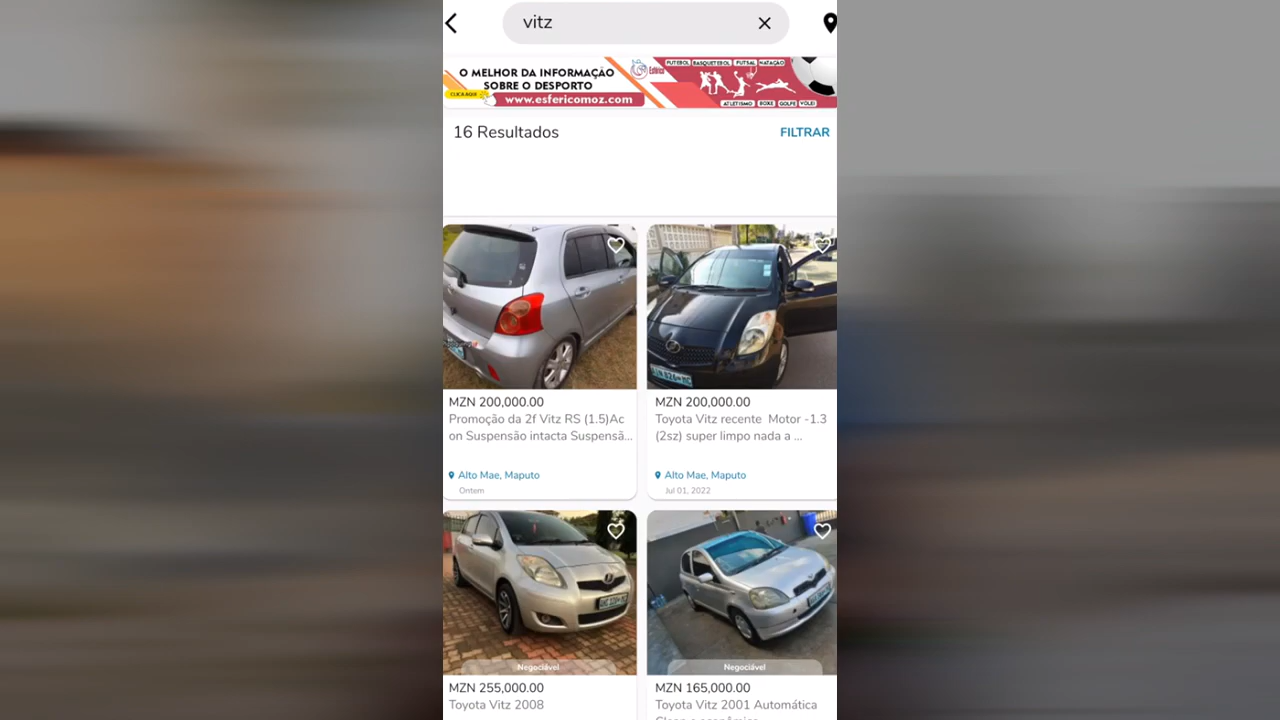 vitz
O MELHOR DA INFORMAÇÃO
SOBRE O DESPORTO
CLICK AQUI
www.esfericomoz.com
FUTEBOL BASQUETEBOL FUTSAL NATAÇÃO
ATLETISMO BOXE GOLFE VOLEI
16 Resultados
FILTRAR
MZN 200,000.00
Promoção da 2f Vitz RS (1.5)Ac
on Suspensão intacta Suspensã...
Alto Mae, Maputo
Ontem
MZN 200,000.00
Toyota Vitz recente Motor -1.3
(2sz) super limpo nada a ...
Alto Mae, Maputo
Jul 01, 2022
Negociável
MZN 255,000.00
Toyota Vitz 2008
Negociável
MZN 165,000.00
Toyota Vitz 2001 Automática